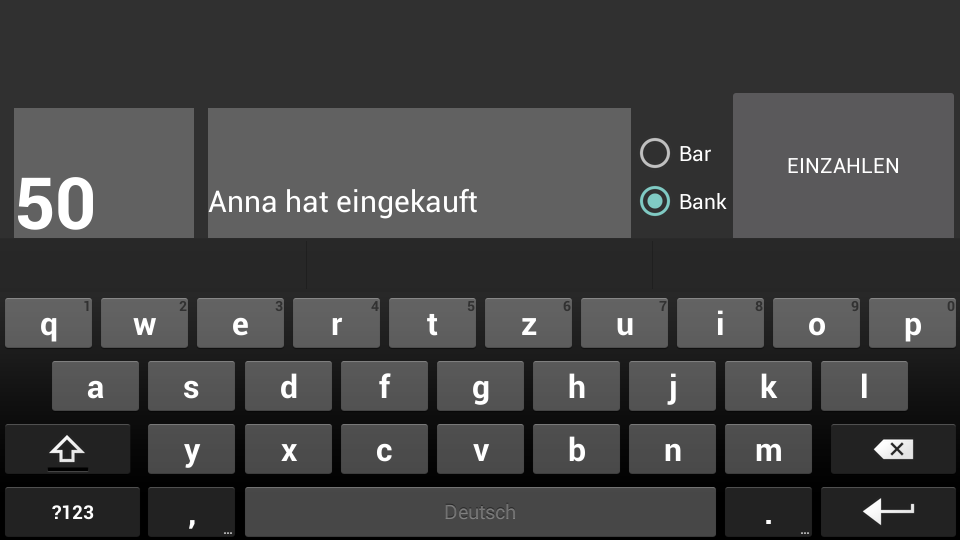 Bar
EINZAHLEN
50
Anna hat eingekauft
Bank
1 2 3 4 5 6 7 8 9 0
q w e r t z u i o p
a s d f g h j k l
y x c v b n m
?123 , ... Deutsch . ...